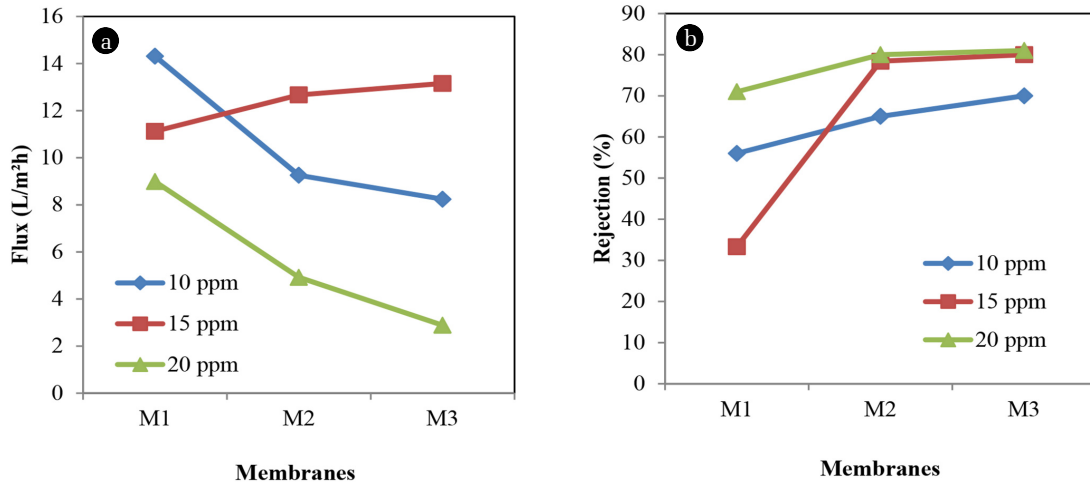 a
16
14
12
10
8
6
4
2
0
Flux (L/m²h)
10 ppm
15 ppm
20 ppm
M1 M2 M3
Membranes
b
90
80
70
60
50
40
30
20
10
0
Rejection (%)
10 ppm
15 ppm
20 ppm
M1 M2 M3
Membranes